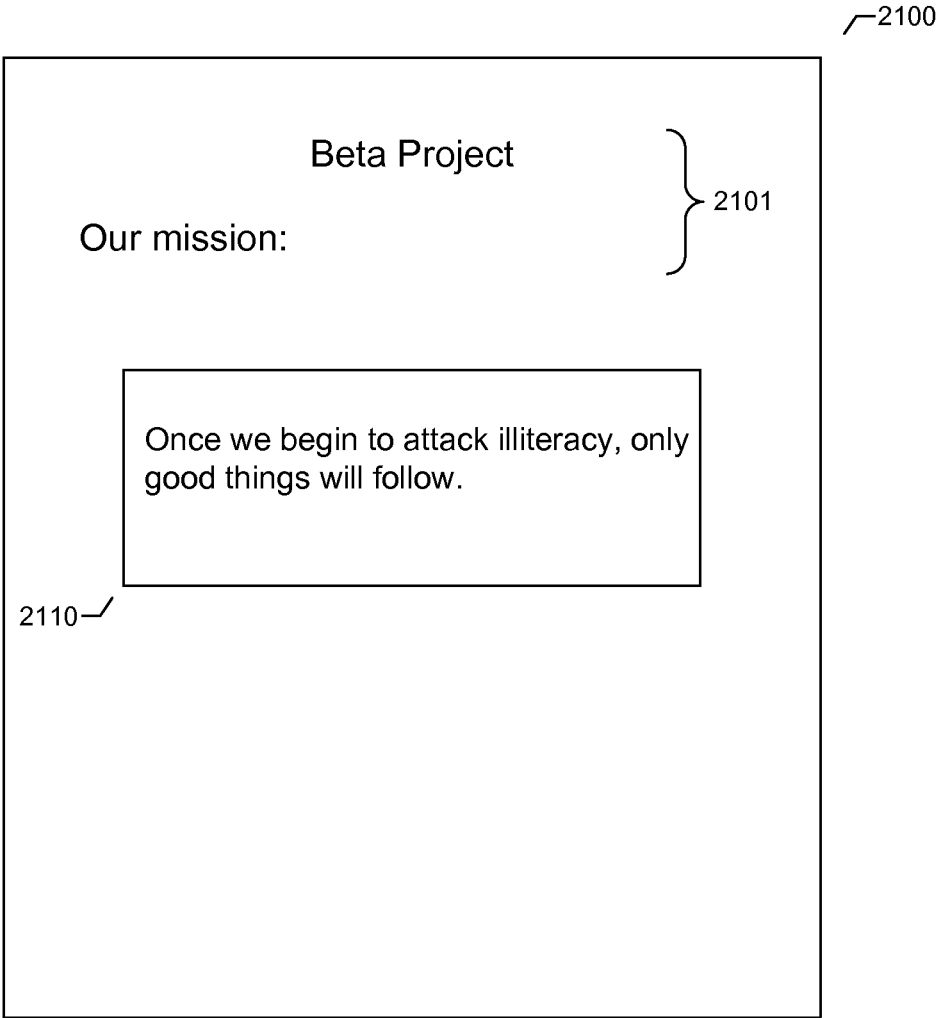 2100
Beta Project
2101
Our mission:
Once we begin to attack illiteracy, only
good things will follow.
2110